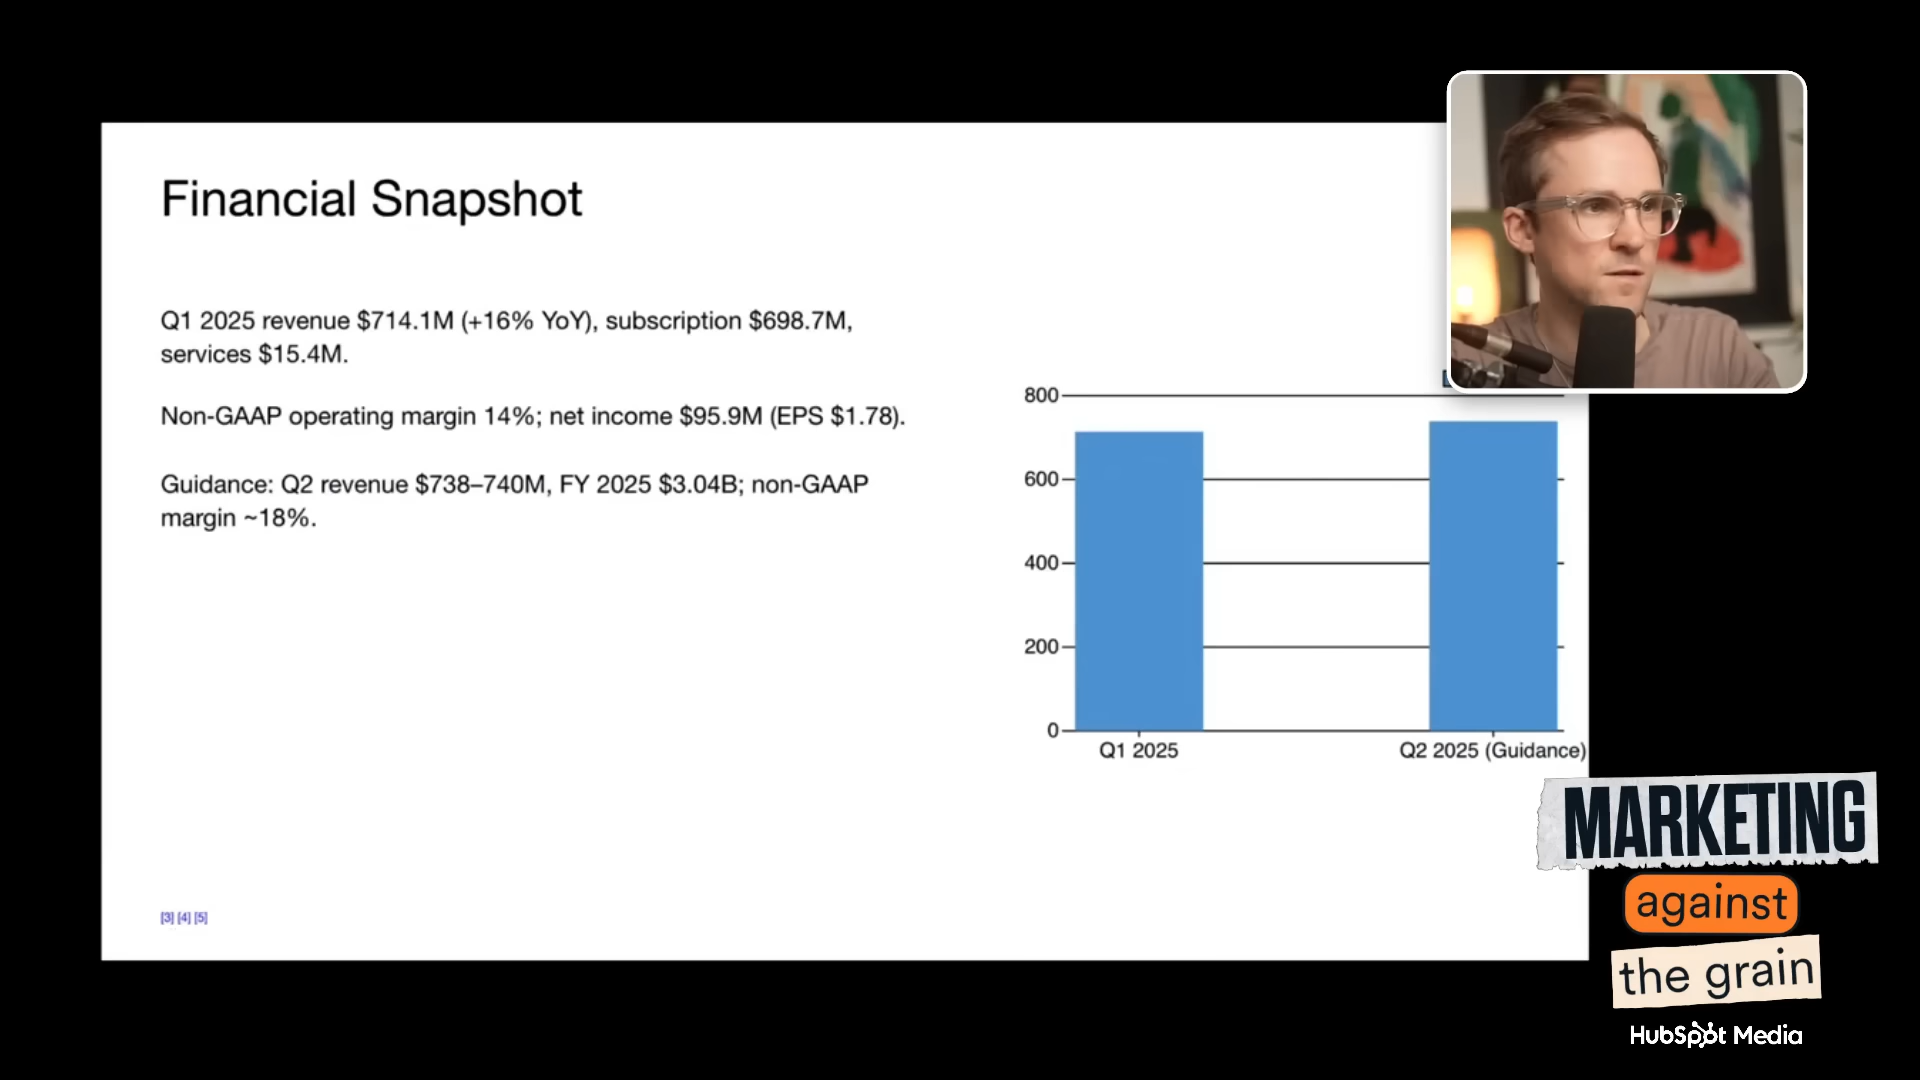 Financial Snapshot
Q1 2025 revenue $714.1M (+16% YoY), subscription $698.7M,
services $15.4M.
Non-GAAP operating margin 14%; net income $95.9M (EPS $1.78).
Guidance: Q2 revenue $738–740M, FY 2025 $3.04B; non-GAAP
margin ~18%.
800
600
400
200
0
Q1 2025
Q2 2025 (Guidance)
[3] [4] [5]
MARKETING
against
the grain
HubSpot Media